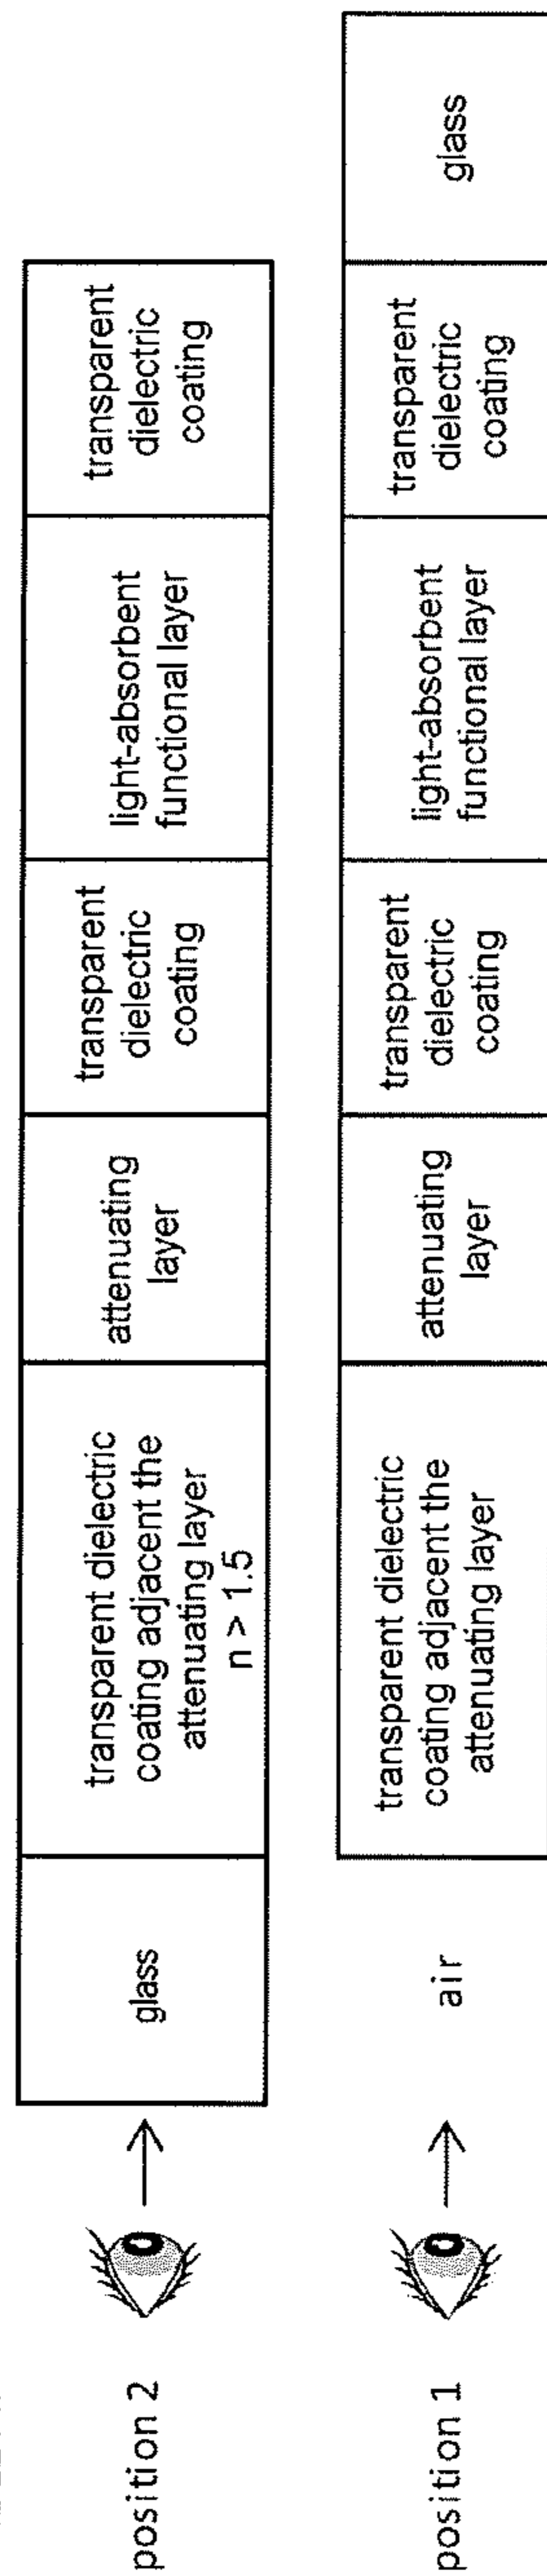 position 2
glass
transparent dielectric
coating adjacent the
attenuating layer
n > 1.5
attenuating
layer
transparent
dielectric
coating
light-absorbent
functional layer
transparent
dielectric
coating
position 1
air
transparent dielectric
coating adjacent the
attenuating layer
attenuating
layer
transparent
dielectric
coating
light-absorbent
functional layer
transparent
dielectric
coating
glass